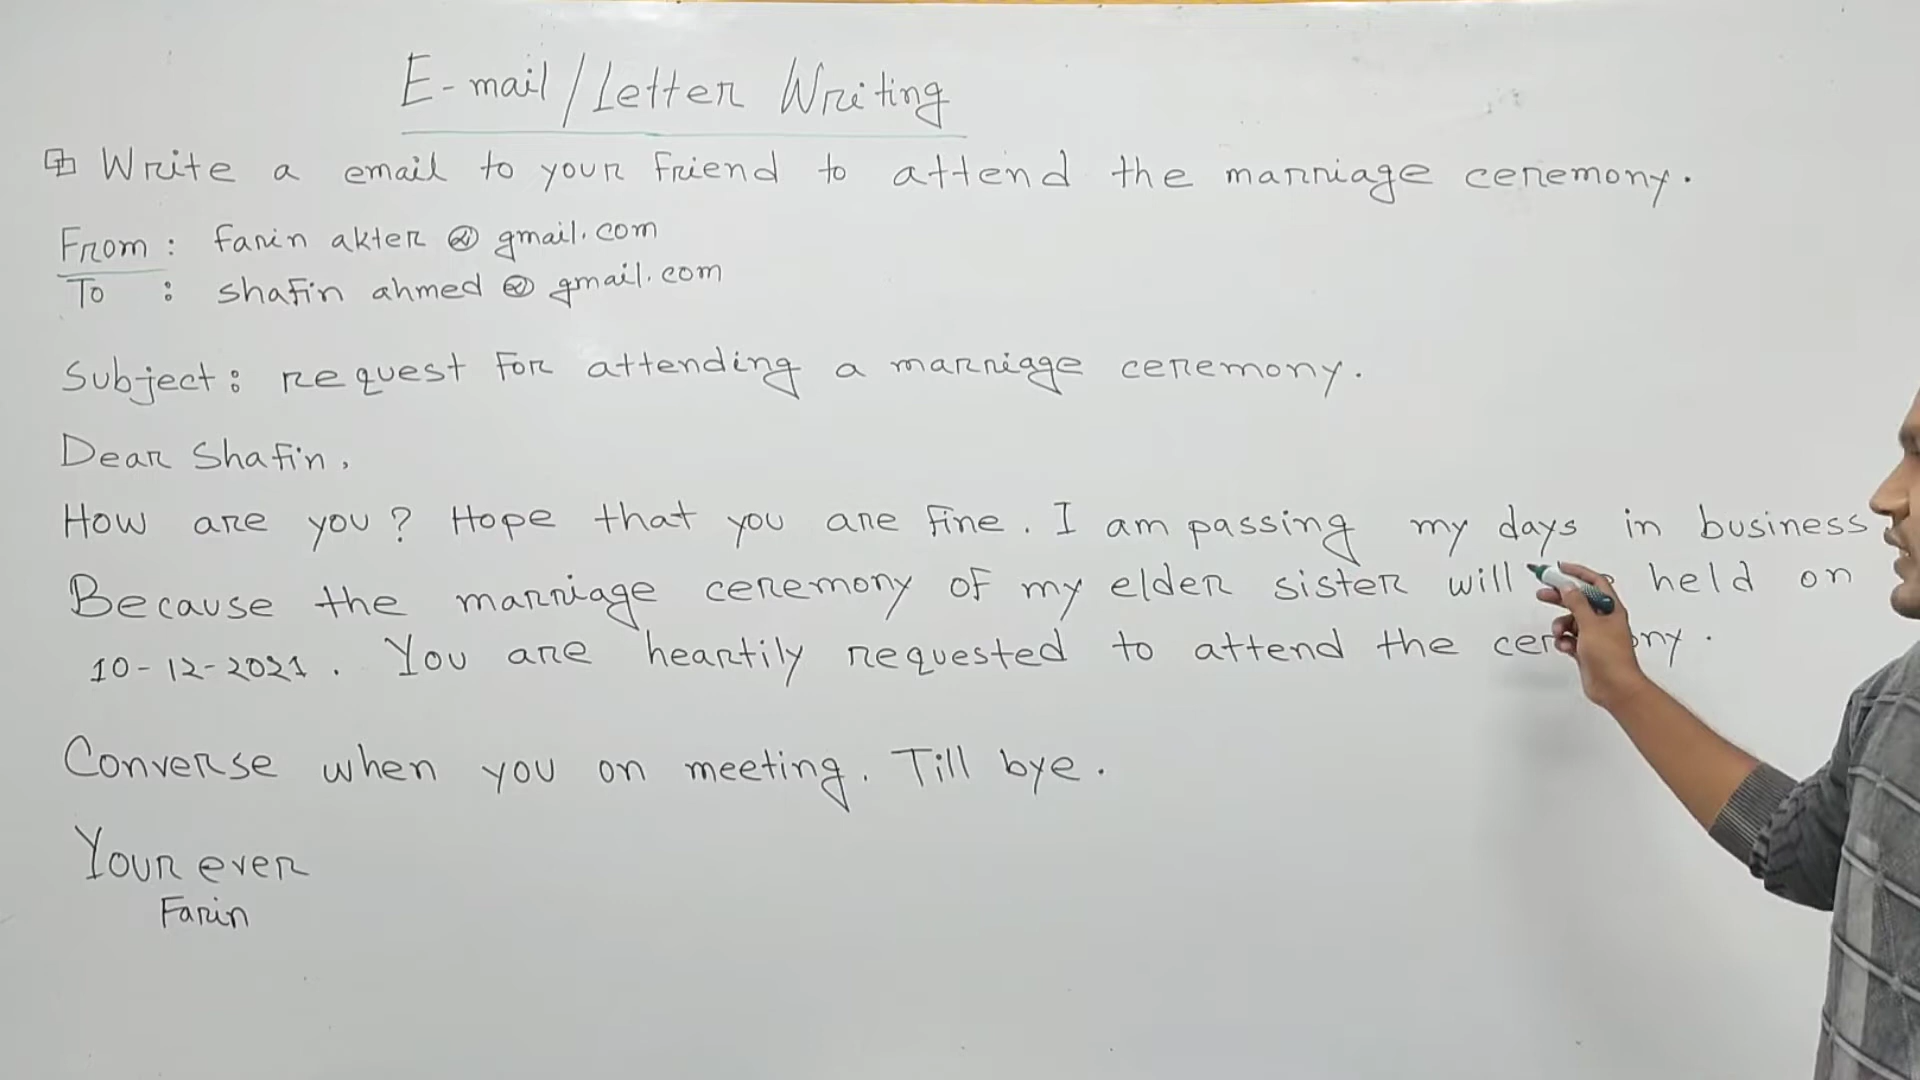 E-mail/Letter Writing
Write a email to your Friend to attend the marriage ceremony.
From: farin akter @ gmail.com
To : shafin ahmed @ gmail.com
Subject: request for attending a marriage ceremony.
Dear Shafin,
How are you? Hope that you are fine. I am passing my days in business
Because the marriage ceremony of my elder sister will held on
10-12-2021. You are heartily requested to attend the ceremony.
Converse when you on meeting. Till bye.
Your ever
Farin